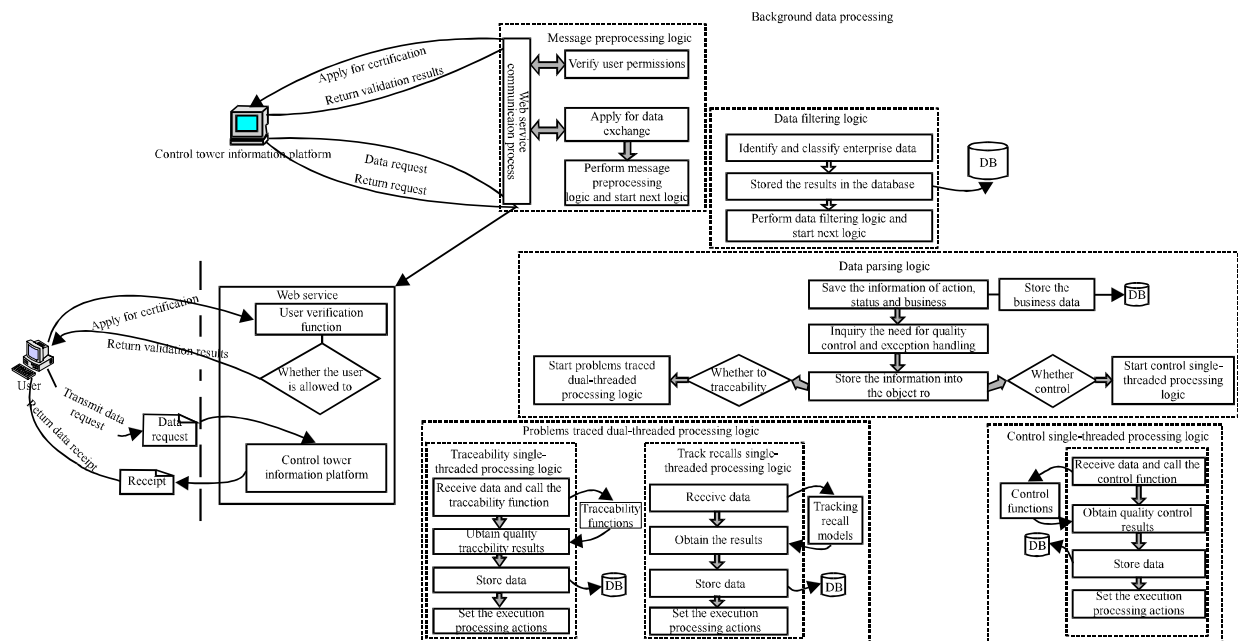 Background data processing
Message preprocessing logic
Apply for certification
Return validation results
Control tower information platform
Data request
Return request
Web service
communicaion process
Verify user permissions
Apply for data
exchange
Perform message
preprocessing
logic and start next logic
Data filtering logic
Identify and classify enterprise data
Stored the results in the database
Perform data filtering logic and
start next logic
DB
Data parsing logic
Save the information of action,
status and business
Store the
business data
DB
Inquiry the need for quality
control and exception handling
Start problems traced
dual-threaded
processing logic
Whether to
traceability
Store the information into
the object ro
Whether
control
Start control single-
threaded processing
logic
Web service
User verification
function
Apply for certification
Return validation results
Whether the user
is allowed to
User
Transmit data
request
Return data receipt
Data
request
Control tower
information platform
Receipt
Problems traced dual-threaded processing logic
Traceability single-
threaded processing logic
Receive data and call the
traccability function
Traccability
functions
Obtain quality
tracebility results
Store data
DB
Set the execution
processing actions
Track recalls single-
threaded processing logic
Receive data
Tracking
recall
models
Obtain the results
Store data
DB
Set the execution
processing actions
Control single-threaded processing logic
Receive data and call the
control function
Control
functions
Obtain quality control
results
DB
Store data
Set the execution
processing actions